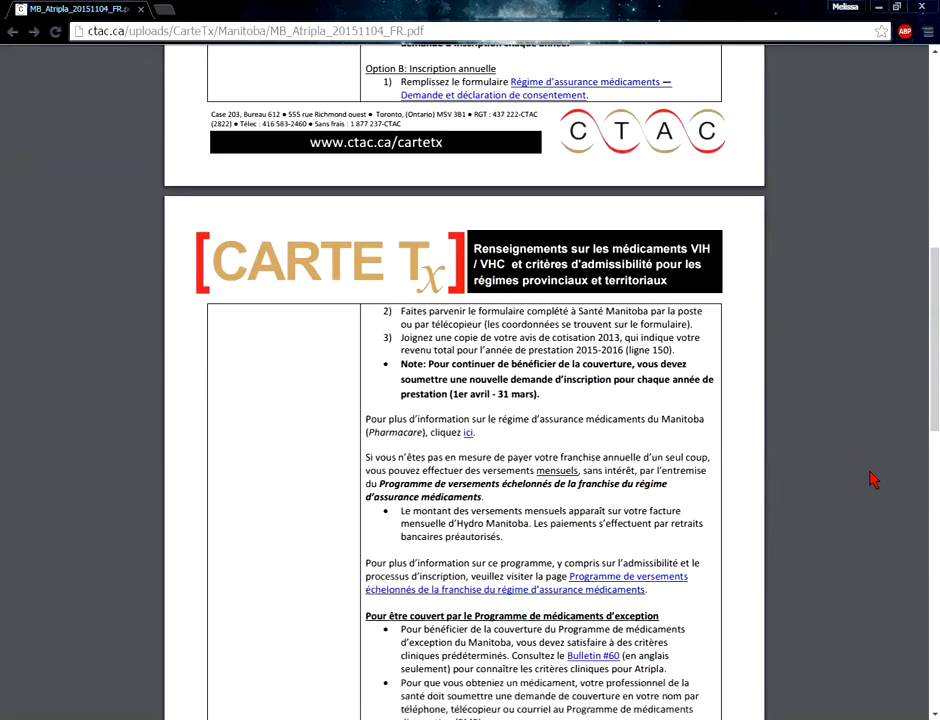 MB_Atripla_20151104_FR.p
Melissa
ctac.ca/uploads/CarteTx/Manitoba/MB_Atripla_20151104_FR.pdf
ABP
demande d'inscription chaque année.
Option B: Inscription annuelle
1) Remplissez le formulaire Régime d'assurance médicaments —
Demande et déclaration de consentement.
Case 203, Bureau 612 ● 555 rue Richmond ouest ● Toronto, (Ontario) M5V 3B1 ● RGT : 437 222-CTAC
(2822) ● Télec : 416 583-2460 ● Sans frais : 1 877 237-CTAC
www.ctac.ca/cartetx
CTAC
[CARTE Tx]
Renseignements sur les médicaments VIH
/ VHC et critères d'admissibilité pour les
régimes provinciaux et territoriaux
2) Faites parvenir le formulaire complété à Santé Manitoba par la poste
ou par télécopieur (les coordonnées se trouvent sur le formulaire).
3) Joignez une copie de votre avis de cotisation 2013, qui indique votre
revenu total pour l'année de prestation 2015-2016 (ligne 150).
• Note: Pour continuer de bénéficier de la couverture, vous devez
soumettre une nouvelle demande d'inscription pour chaque année de
prestation (1er avril - 31 mars).
Pour plus d'information sur le régime d'assurance médicaments du Manitoba
(Pharmacare), cliquez ici.
Si vous n'êtes pas en mesure de payer votre franchise annuelle d'un seul coup,
vous pouvez effectuer des versements mensuels, sans intérêt, par l'entremise
du Programme de versements échelonnés de la franchise du régime
d'assurance médicaments.
• Le montant des versements mensuels apparaît sur votre facture
mensuelle d'Hydro Manitoba. Les paiements s'effectuent par retraits
bancaires préautorisés.
Pour plus d'information sur ce programme, y compris sur l'admissibilité et le
processus d'inscription, veuillez visiter la page Programme de versements
échelonnés de la franchise du régime d'assurance médicaments.
Pour être couvert par le Programme de médicaments d'exception
• Pour bénéficier de la couverture du Programme de médicaments
d'exception du Manitoba, vous devez satisfaire à des critères
cliniques prédéterminés. Consultez le Bulletin #60 (en anglais
seulement) pour connaître les critères cliniques pour Atripla.
• Pour que vous obteniez un médicament, votre professionnel de la
santé doit soumettre une demande de couverture en votre nom par
téléphone, télécopieur ou courriel au Programme de médicaments